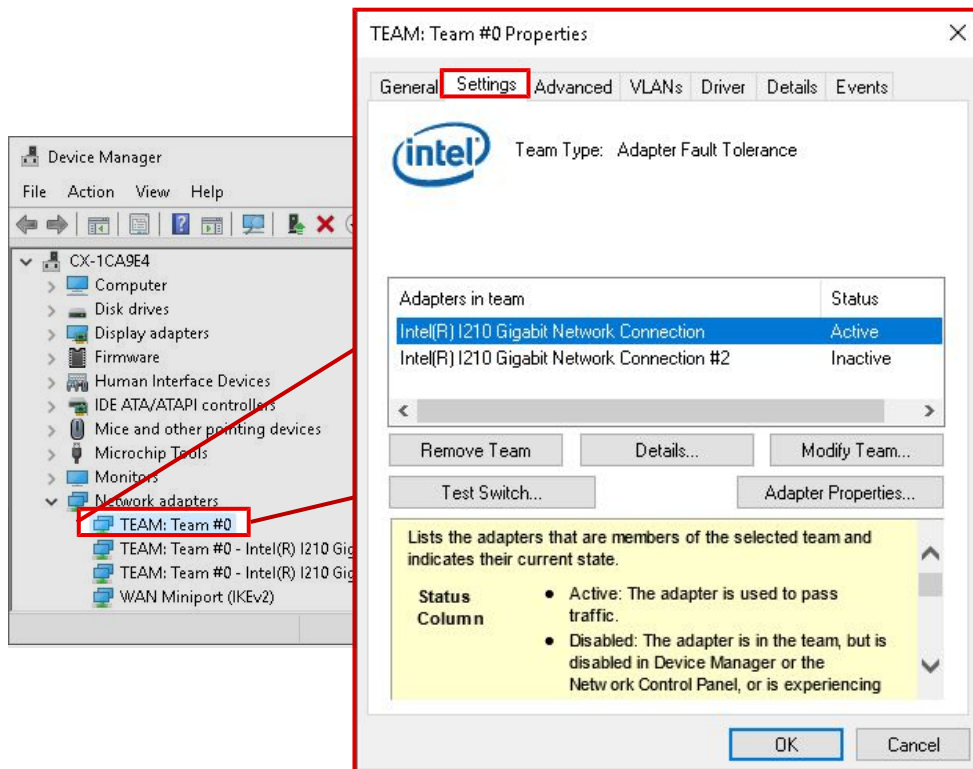 TEAM: Team #0 Properties
General Settings Advanced VLANs Driver Details Events
intel
Team Type: Adapter Fault Tolerance
Adapters in team Status
Intel(R) I210 Gigabit Network Connection Active
Intel(R) I210 Gigabit Network Connection #2 Inactive
Remove Team Details... Modify Team...
Test Switch... Adapter Properties...
Lists the adapters that are members of the selected team and
indicates their current state.
Status Column
Active: The adapter is used to pass
traffic.
Disabled: The adapter is in the team, but is
disabled in Device Manager or the
Network Control Panel, or is experiencing
OK Cancel
Device Manager
File Action View Help
CX-1CA9E4
Computer
Disk drives
Display adapters
Firmware
Human Interface Devices
IDE ATA/ATAPI controllers
Mice and other pointing devices
Microchip Tools
Monitors
Network adapters
TEAM: Team #0
TEAM: Team #0 - Intel(R) I210 Gig
TEAM: Team #0 - Intel(R) I210 Gig
WAN Miniport (IKEv2)